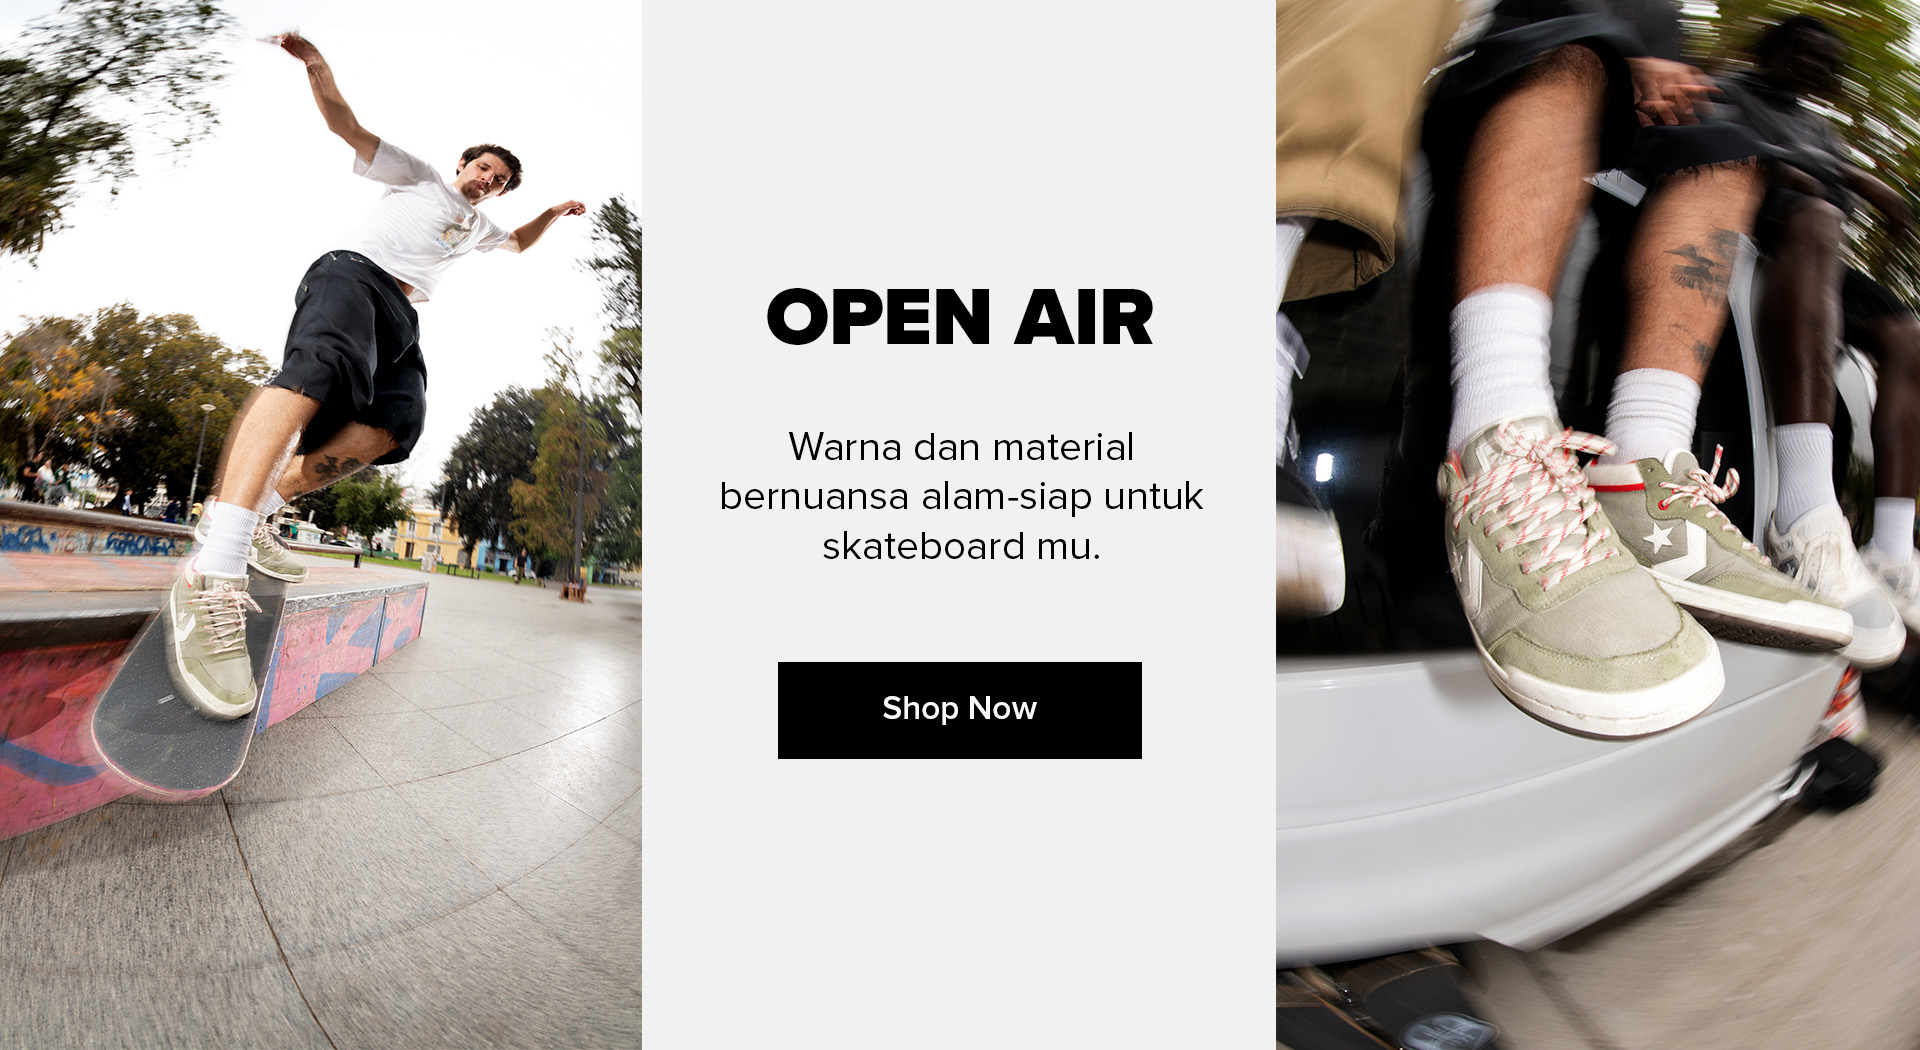 OPEN AIR
Warna dan material
bernuansa alam-siap untuk
skateboard mu.
Shop Now